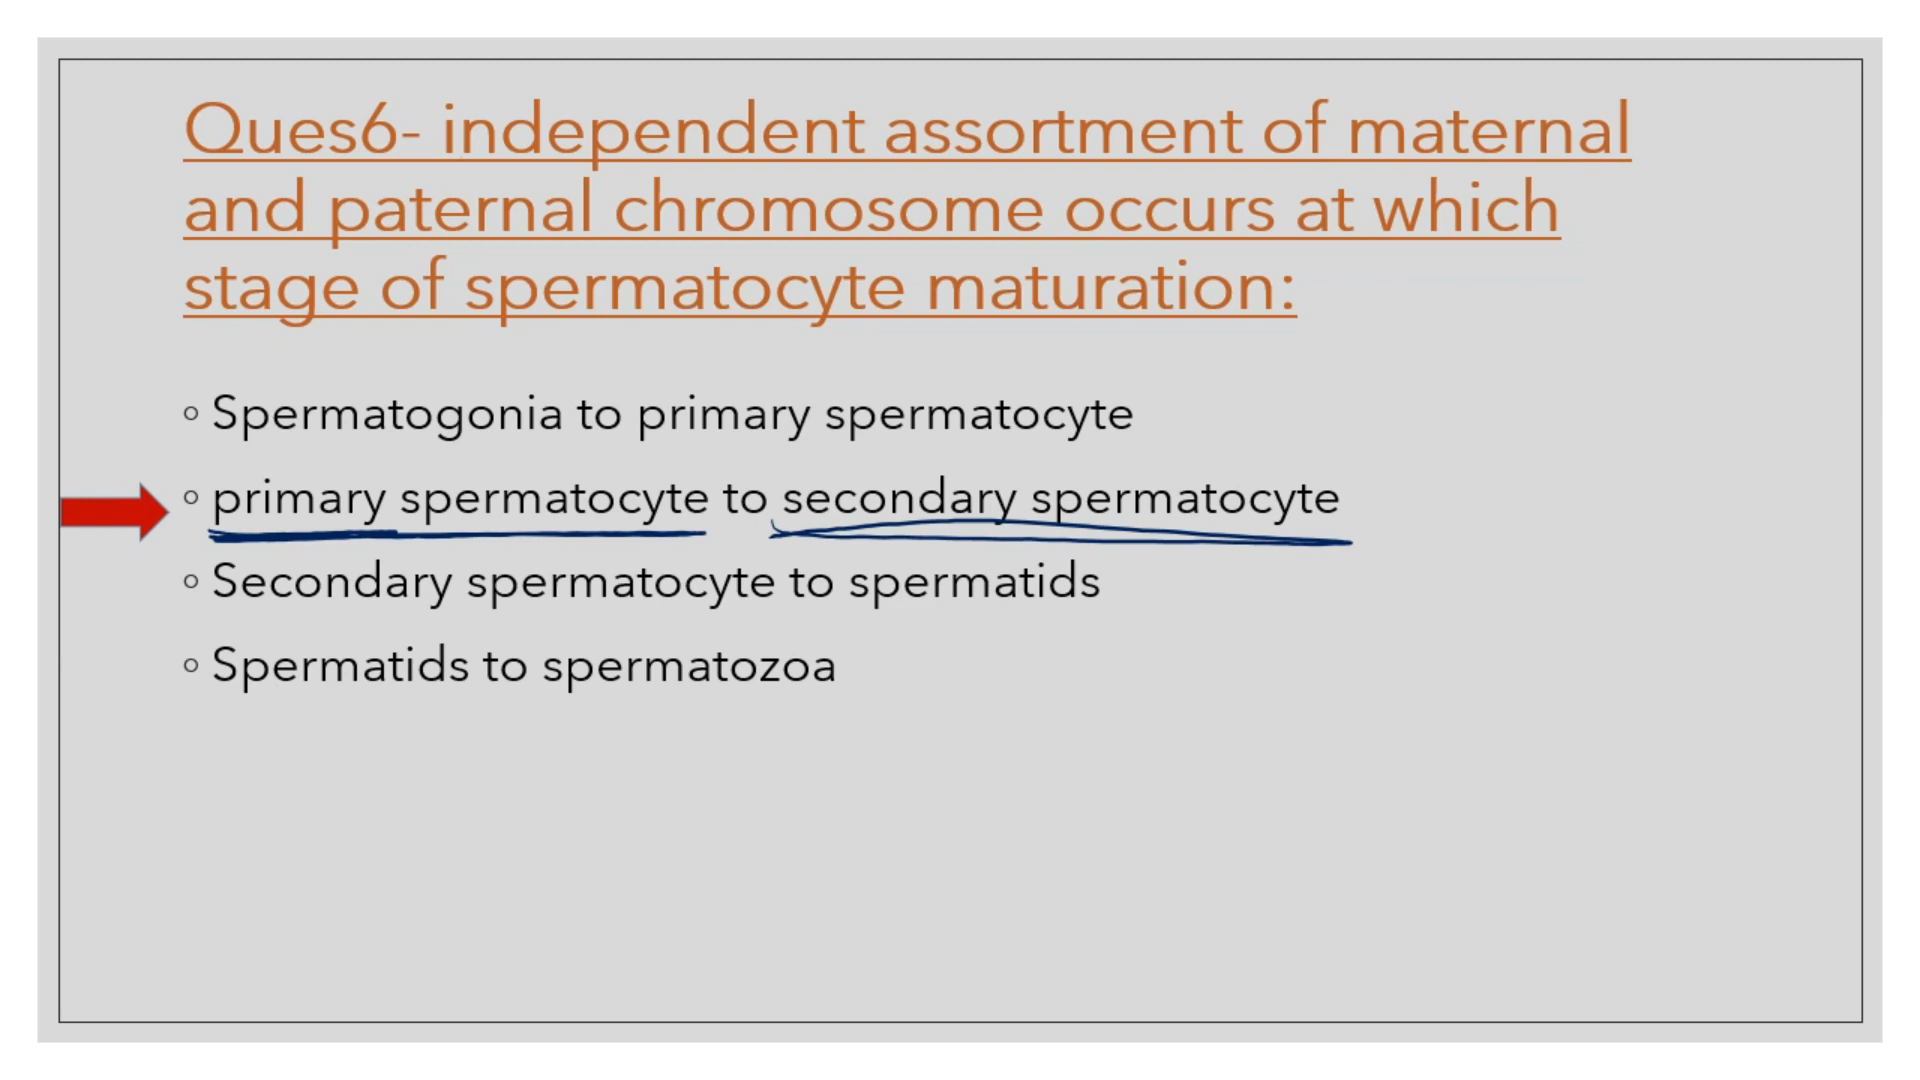 Ques6- independent assortment of maternal
and paternal chromosome occurs at which
stage of spermatocyte maturation:
◦ Spermatogonia to primary spermatocyte
◦ primary spermatocyte to secondary spermatocyte
◦ Secondary spermatocyte to spermatids
◦ Spermatids to spermatozoa